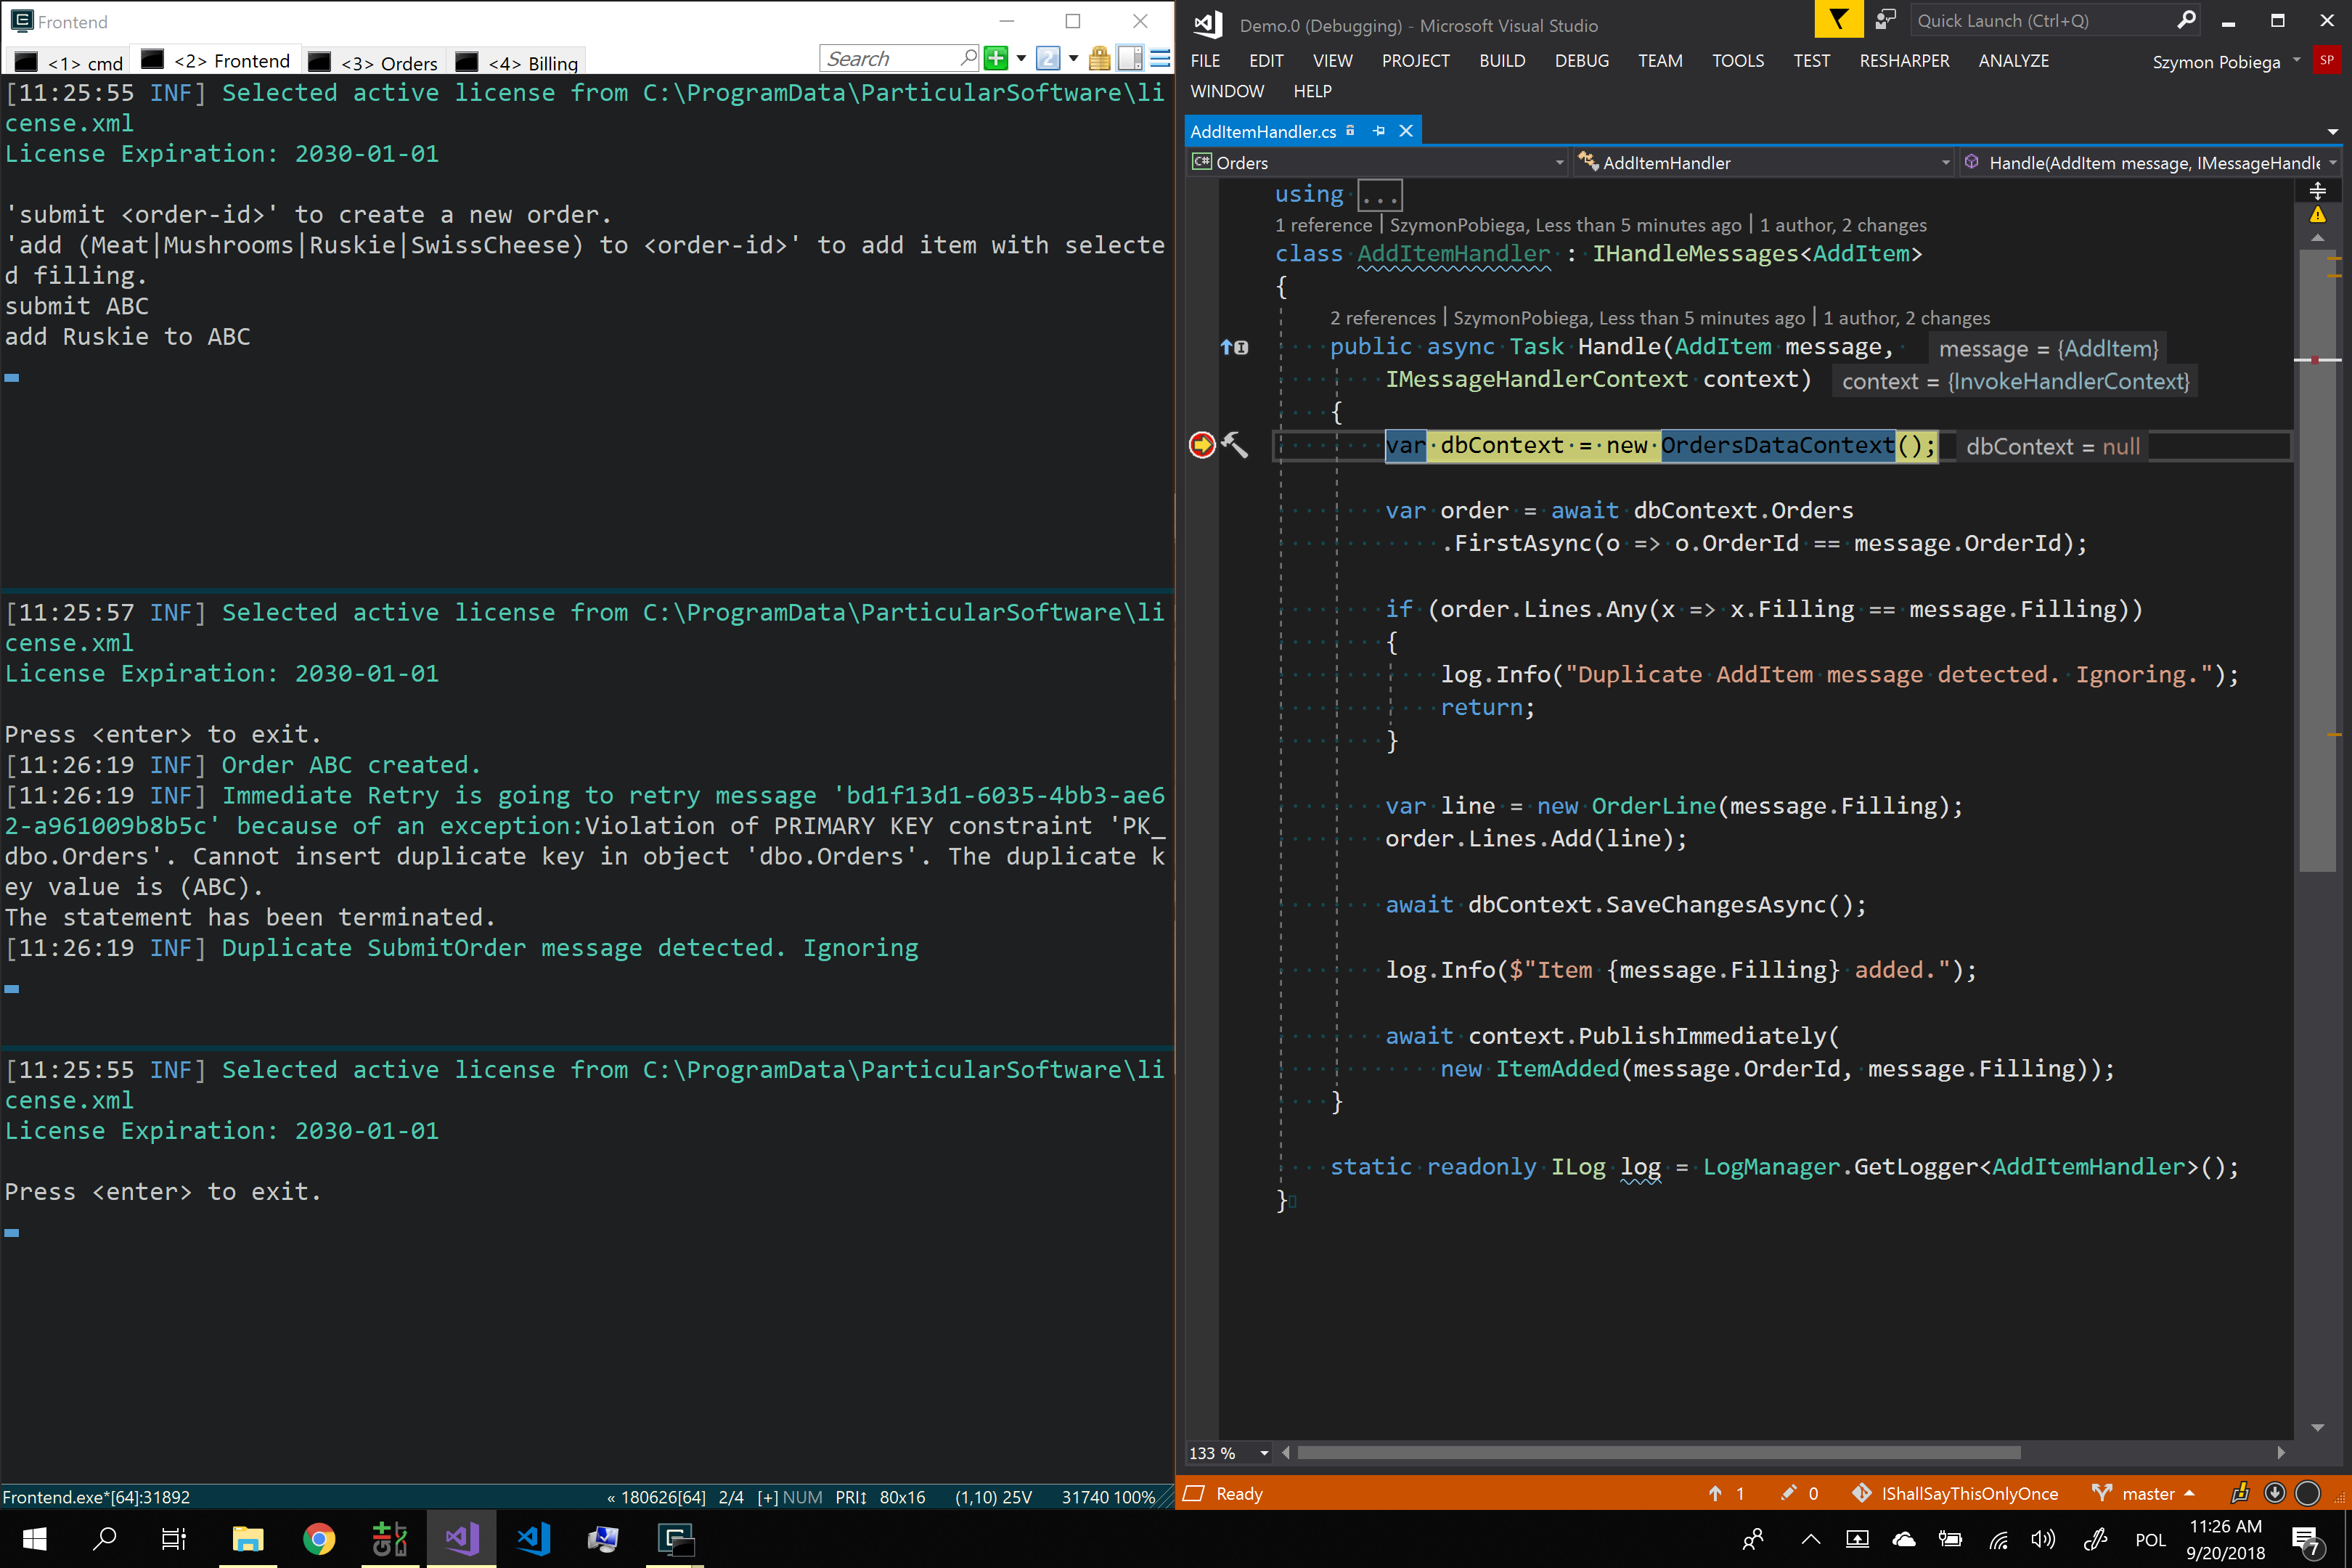 Frontend
<1> cmd
<2> Frontend
<3> Orders
<4> Billing
Search
[11:25:55 INF] Selected active license from C:\ProgramData\ParticularSoftware\li
cense.xml
License Expiration: 2030-01-01
'submit <order-id>' to create a new order.
'add (Meat|Mushrooms|Ruskie|SwissCheese) to <order-id>' to add item with selecte
d filling.
submit ABC
add Ruskie to ABC
[11:25:57 INF] Selected active license from C:\ProgramData\ParticularSoftware\li
cense.xml
License Expiration: 2030-01-01
Press <enter> to exit.
[11:26:19 INF] Order ABC created.
[11:26:19 INF] Immediate Retry is going to retry message 'bd1f13d1-6035-4bb3-ae6
2-a961009b8b5c' because of an exception:Violation of PRIMARY KEY constraint 'PK_
dbo.Orders'. Cannot insert duplicate key in object 'dbo.Orders'. The duplicate k
ey value is (ABC).
The statement has been terminated.
[11:26:19 INF] Duplicate SubmitOrder message detected. Ignoring
[11:25:55 INF] Selected active license from C:\ProgramData\ParticularSoftware\li
cense.xml
License Expiration: 2030-01-01
Press <enter> to exit.
Frontend.exe*[64]:31892 « 180626[64] 2/4 [+] NUM PRI↕ 80x16 (1,10) 25V 31740 100%
Demo.0 (Debugging) - Microsoft Visual Studio
Quick Launch (Ctrl+Q)
FILE EDIT VIEW PROJECT BUILD DEBUG TEAM TOOLS TEST RESHARPER ANALYZE
Szymon Pobiega SP
WINDOW HELP
AddItemHandler.cs
C# Orders
AddItemHandler
Handle(AddItem message, IMessageHandle
using ...
1 reference | SzymonPobiega, Less than 5 minutes ago | 1 author, 2 changes
class AddItemHandler : IHandleMessages<AddItem>
{
2 references | SzymonPobiega, Less than 5 minutes ago | 1 author, 2 changes
public async Task Handle(AddItem message, message = {AddItem}
IMessageHandlerContext context) context = {InvokeHandlerContext}
{
var dbContext = new OrdersDataContext(); dbContext = null
var order = await dbContext.Orders
.FirstAsync(o => o.OrderId == message.OrderId);
if (order.Lines.Any(x => x.Filling == message.Filling))
{
log.Info("Duplicate AddItem message detected. Ignoring.");
return;
}
var line = new OrderLine(message.Filling);
order.Lines.Add(line);
await dbContext.SaveChangesAsync();
log.Info($"Item {message.Filling} added.");
await context.PublishImmediately(
new ItemAdded(message.OrderId, message.Filling));
}
static readonly ILog log = LogManager.GetLogger<AddItemHandler>();
}
133 %
Ready
1 0 IShallSayThisOnlyOnce master
POL
11:26 AM
9/20/2018
7